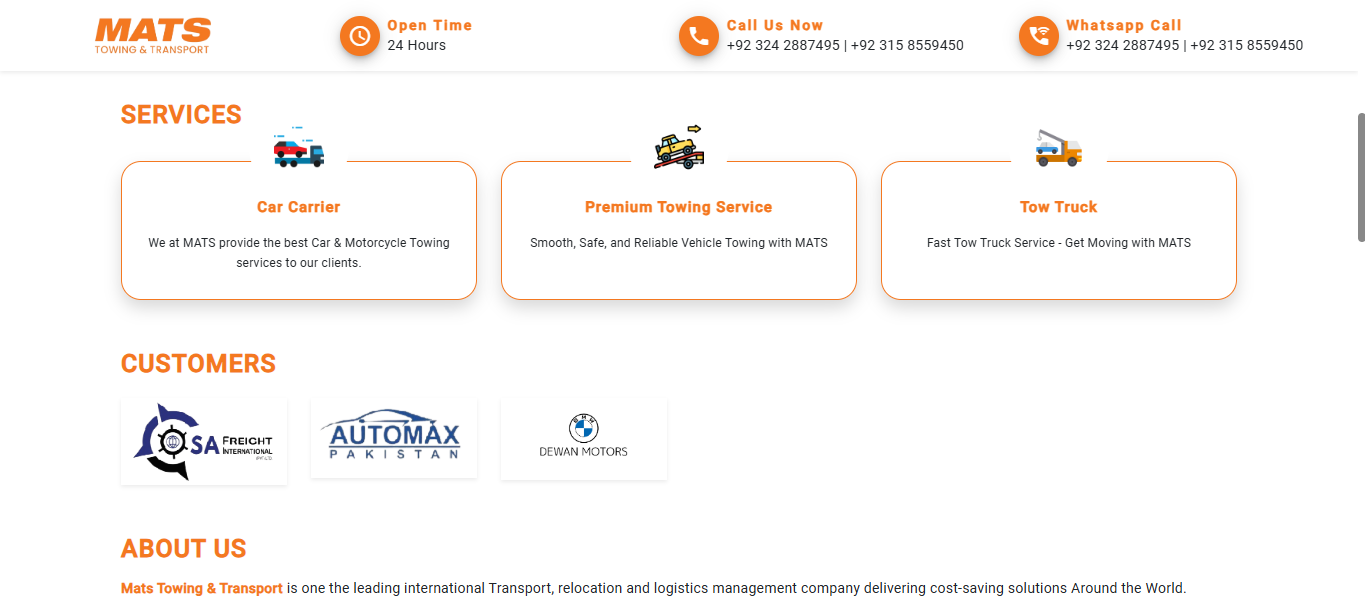 MATS
TOWING & TRANSPORT
Open Time
24 Hours
Call Us Now
+92 324 2887495 | +92 315 8559450
Whatsapp Call
+92 324 2887495 | +92 315 8559450
SERVICES
Car Carrier
We at MATS provide the best Car & Motorcycle Towing
services to our clients.
Premium Towing Service
Smooth, Safe, and Reliable Vehicle Towing with MATS
Tow Truck
Fast Tow Truck Service - Get Moving with MATS
CUSTOMERS
SA FREIGHT
INTERNATIONAL
AUTOMAX
PAKISTAN
BMW
DEWAN MOTORS
ABOUT US
Mats Towing & Transport is one the leading international Transport, relocation and logistics management company delivering cost-saving solutions Around the World.